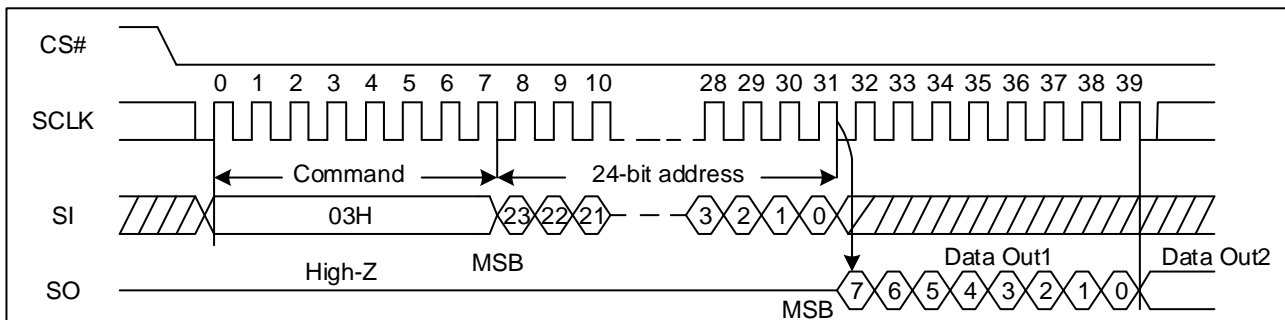 CS#
0 1 2 3 4 5 6 7 8 9 10 28 29 30 31 32 33 34 35 36 37 38 39
SCLK
Command 24-bit address
SI 03H 23 22 21 3 2 1 0
High-Z MSB Data Out1 Data Out2
SO MSB 7 6 5 4 3 2 1 0